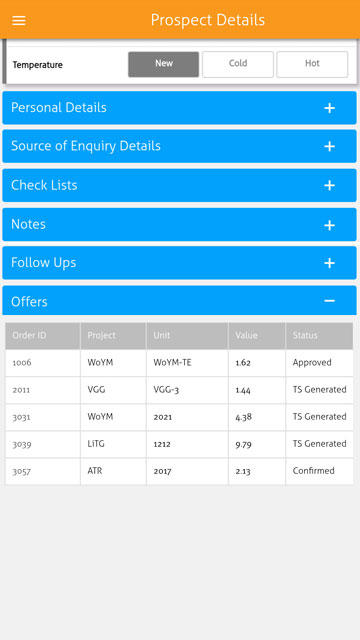 Prospect Details
Temperature New Cold Hot
Personal Details +
Source of Enquiry Details +
Check Lists +
Notes +
Follow Ups +
Offers −
Order ID Project Unit Value Status
1006 WoYM WoYM-TE 1.62 Approved
2011 VGG VGG-3 1.44 TS Generated
3031 WoYM 2021 4.38 TS Generated
3039 LiTG 1212 9.79 TS Generated
3057 ATR 2017 2.13 Confirmed